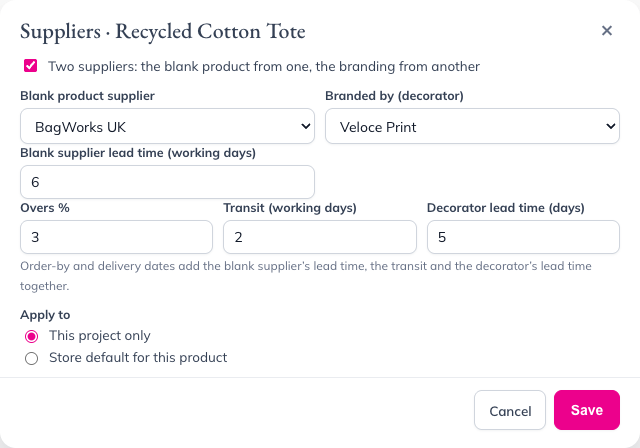 Suppliers · Recycled Cotton Tote
×
Two suppliers: the blank product from one, the branding from another
Blank product supplier
Branded by (decorator)
BagWorks UK
Veloce Print
Blank supplier lead time (working days)
6
Overs %
Transit (working days)
Decorator lead time (days)
3
2
5
Order-by and delivery dates add the blank supplier's lead time, the transit and the decorator's lead time
together.
Apply to
This project only
Store default for this product
Cancel
Save